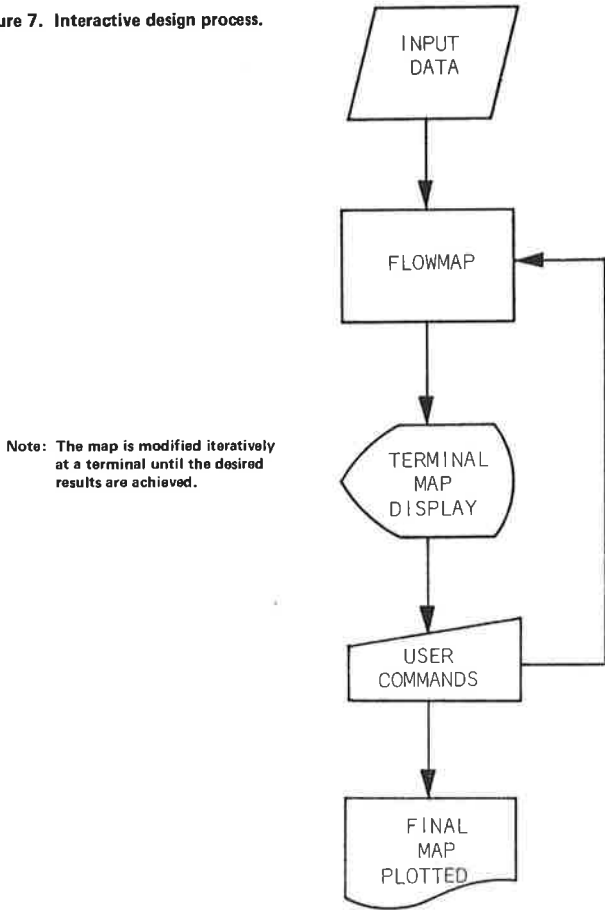 ure 7. Interactive design process.
INPUT
DATA
FLOWMAP
Note: The map is modified iteratively
at a terminal until the desired
results are achieved.
TERMINAL
MAP
DISPLAY
USER
COMMANDS
FINAL
MAP
PLOTTED